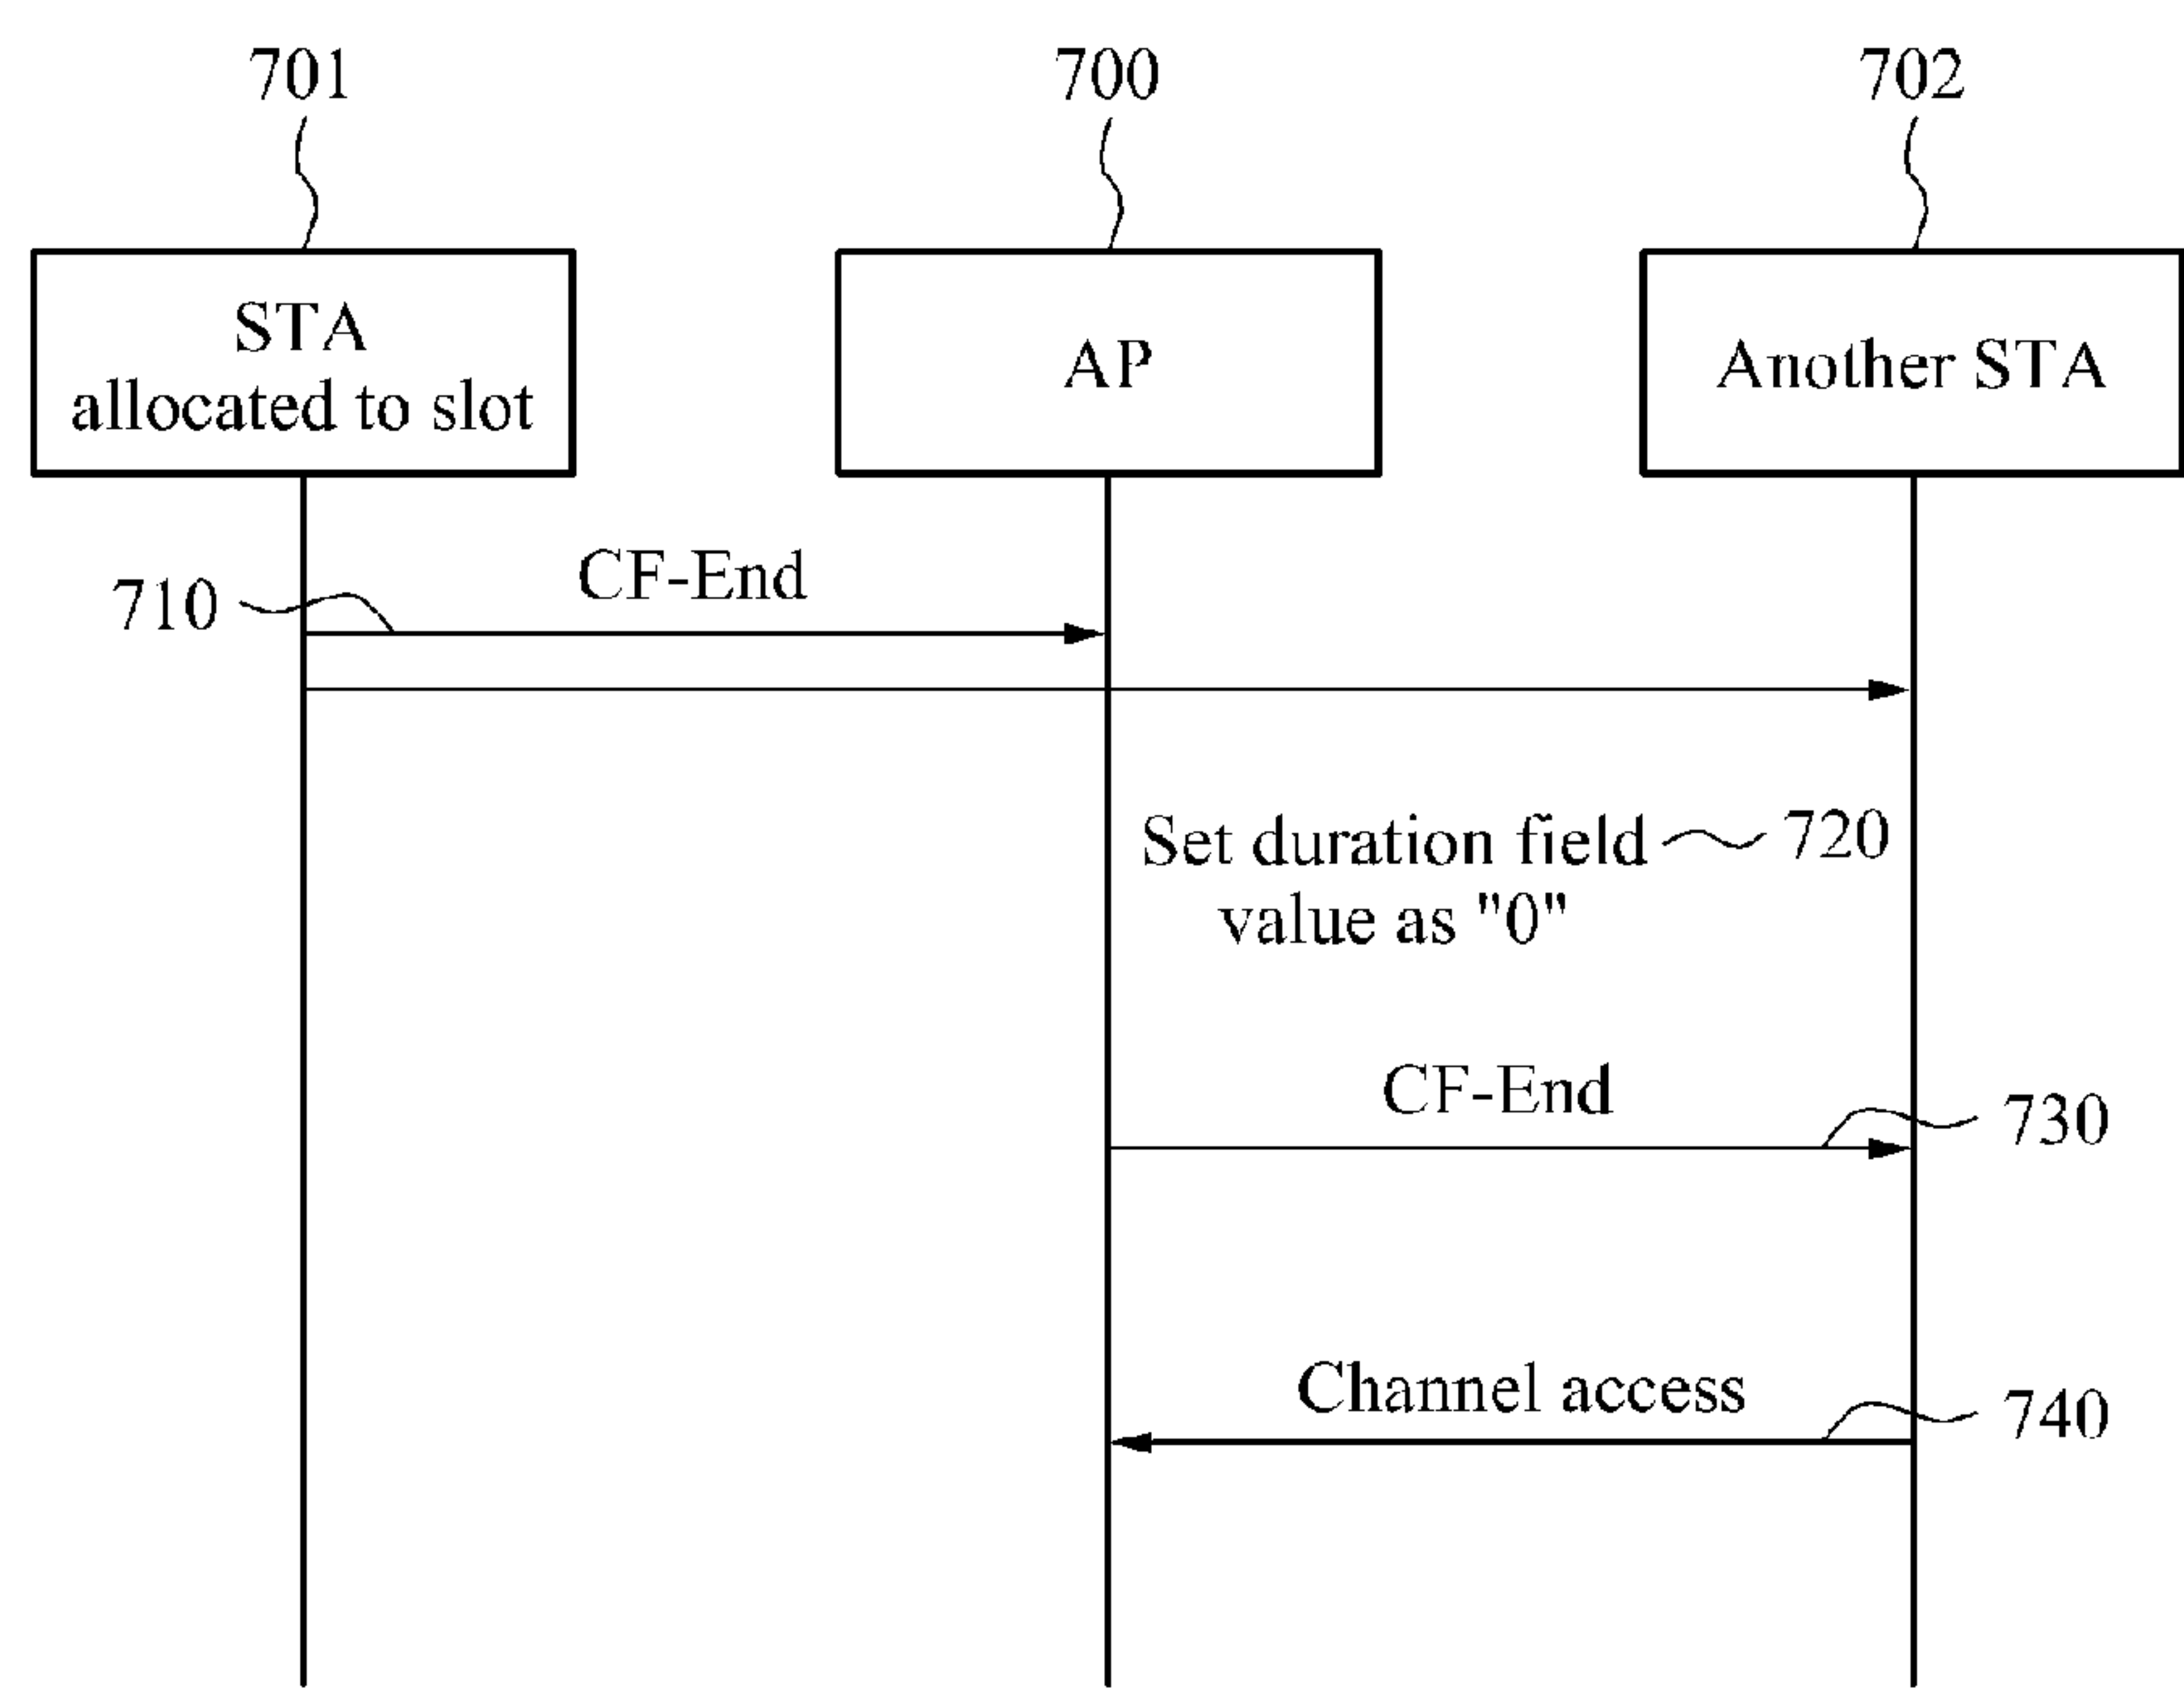 701
700
702
STA
allocated to slot
AP
Another STA
CF-End
710
Set duration field
720
value as "0"
CF-End
730
Channel access
740